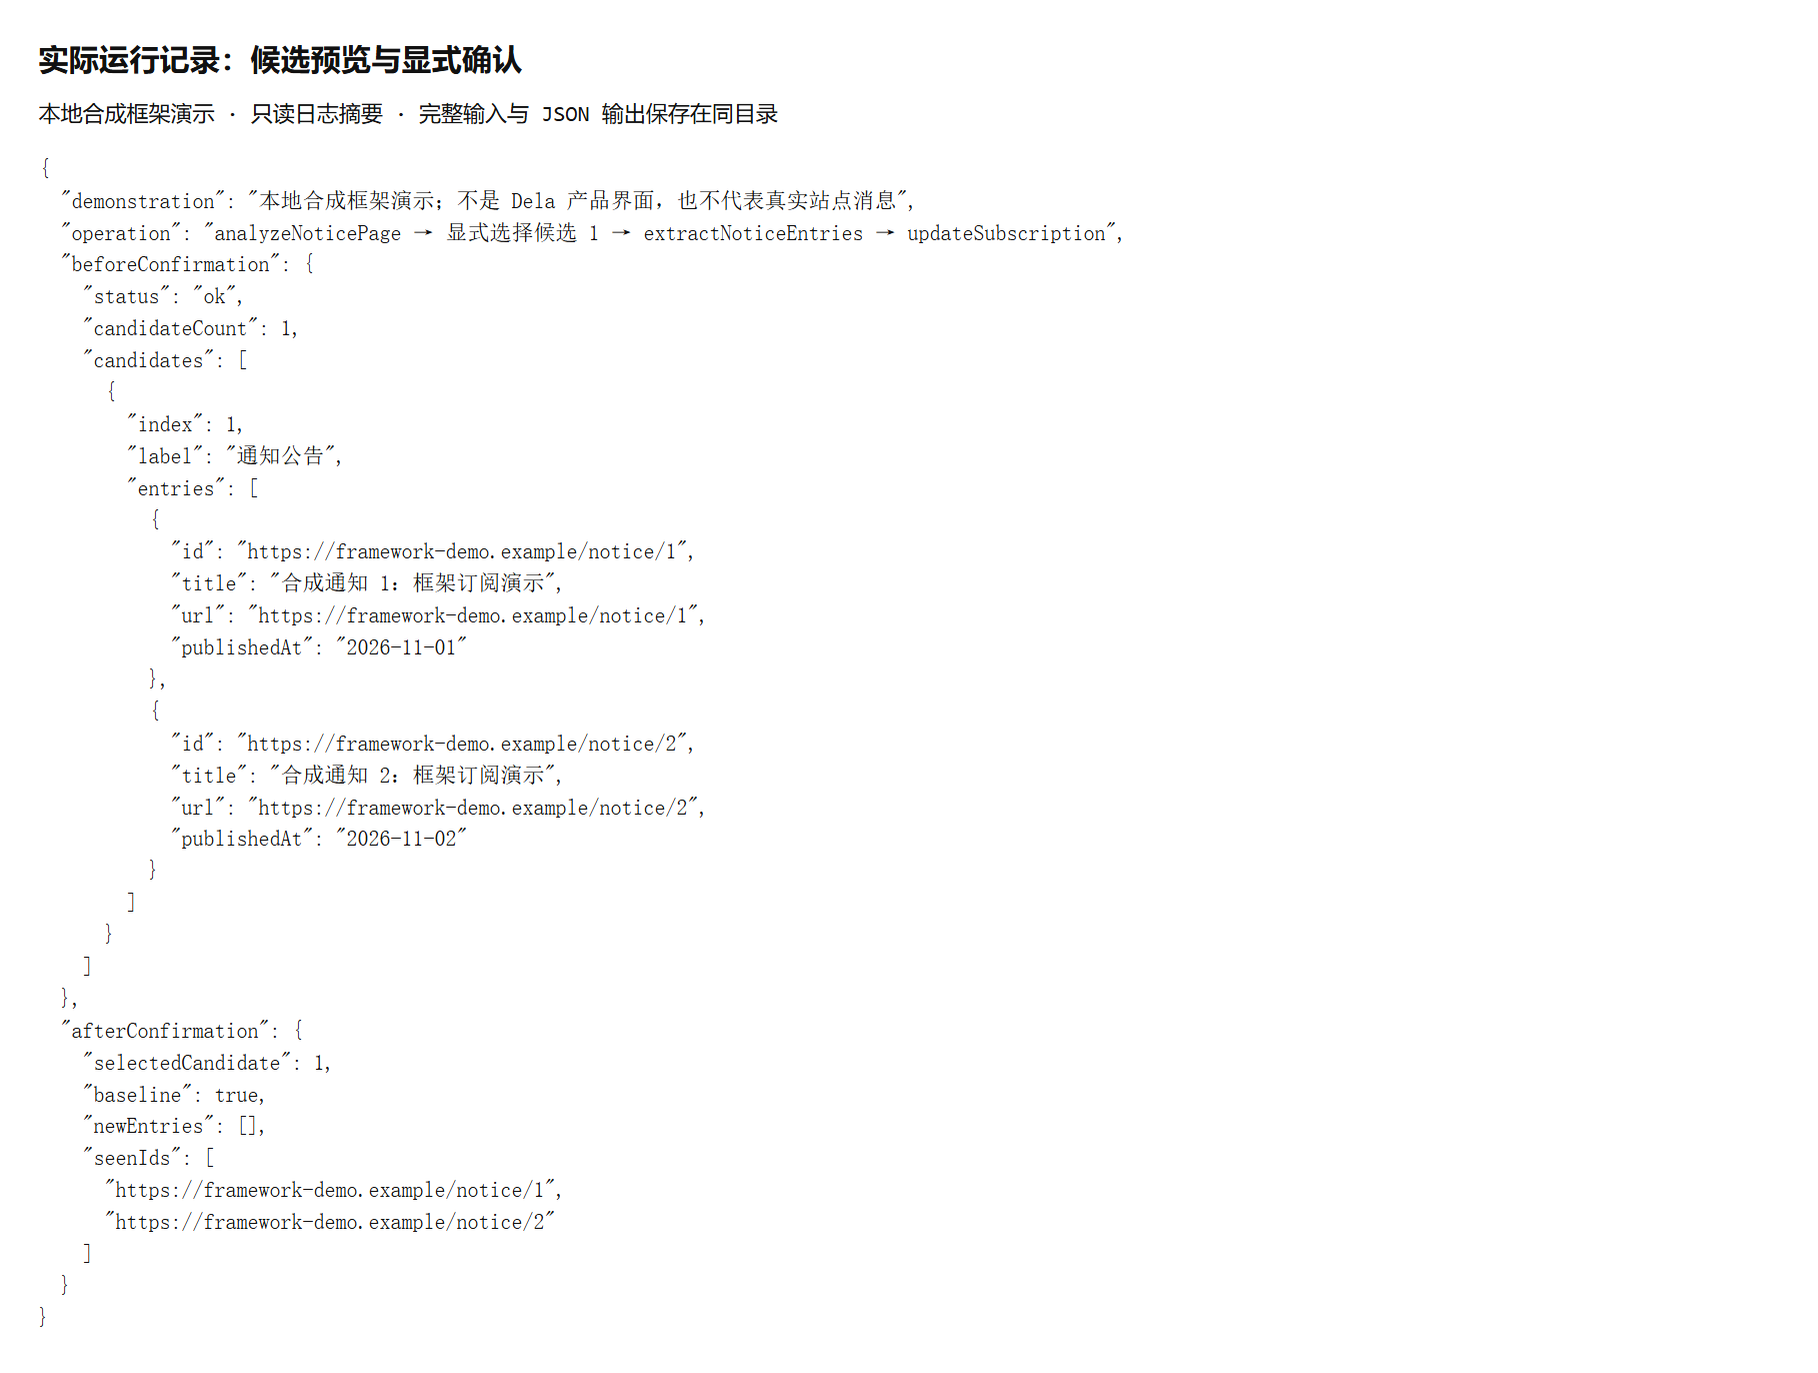 实际运行记录：候选预览与显式确认
本地合成框架演示 · 只读日志摘要 · 完整输入与 JSON 输出保存在同目录
{
  "demonstration": "本地合成框架演示；不是 Dela 产品界面，也不代表真实站点消息",
  "operation": "analyzeNoticePage → 显式选择候选 1 → extractNoticeEntries → updateSubscription",
  "beforeConfirmation": {
    "status": "ok",
    "candidateCount": 1,
    "candidates": [
      {
        "index": 1,
        "label": "通知公告",
        "entries": [
          {
            "id": "https://framework-demo.example/notice/1",
            "title": "合成通知 1：框架订阅演示",
            "url": "https://framework-demo.example/notice/1",
            "publishedAt": "2026-11-01"
          },
          {
            "id": "https://framework-demo.example/notice/2",
            "title": "合成通知 2：框架订阅演示",
            "url": "https://framework-demo.example/notice/2",
            "publishedAt": "2026-11-02"
          }
        ]
      }
    ]
  },
  "afterConfirmation": {
    "selectedCandidate": 1,
    "baseline": true,
    "newEntries": [],
    "seenIds": [
      "https://framework-demo.example/notice/1",
      "https://framework-demo.example/notice/2"
    ]
  }
}